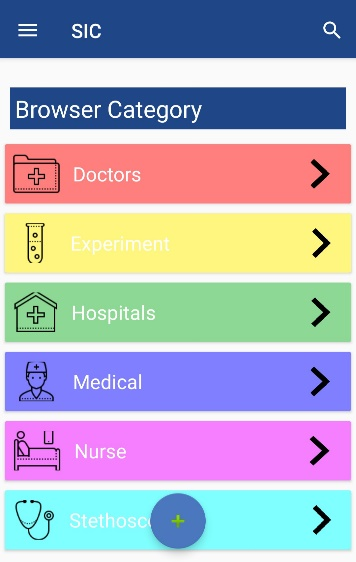 SIC
Browser Category
Doctors
Experiment
Hospitals
Medical
Nurse
Stethosc